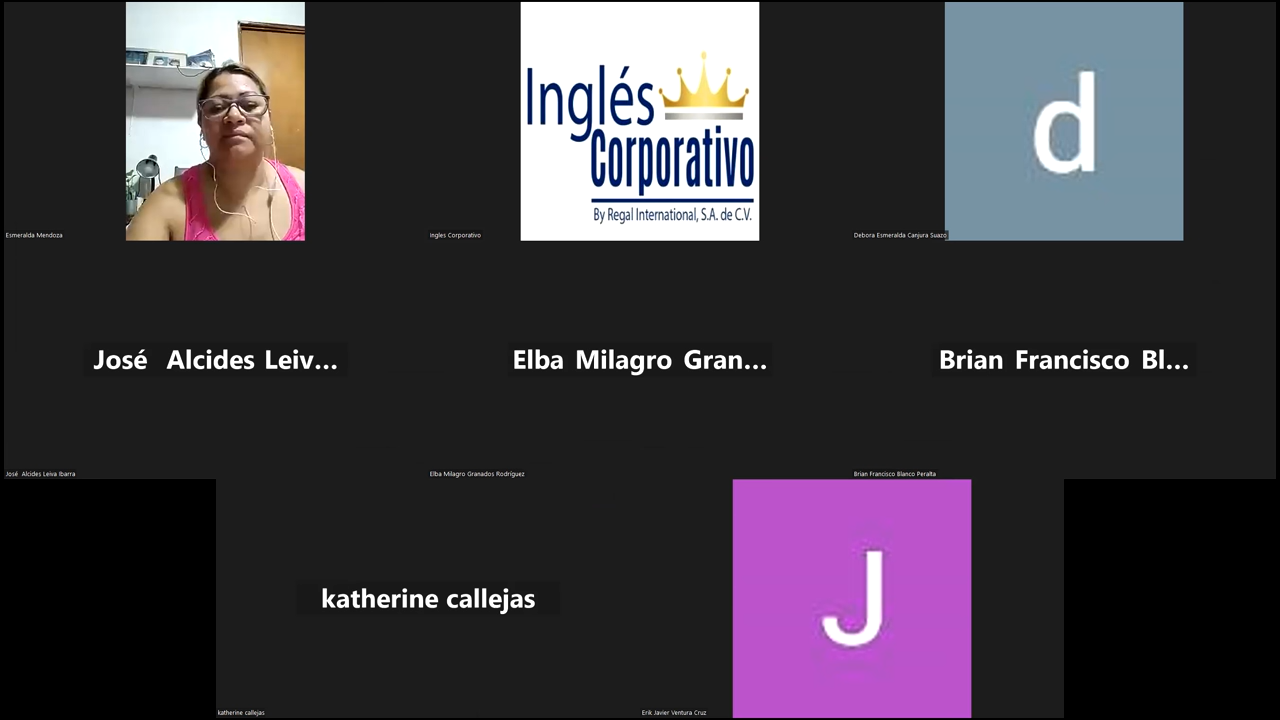 Inglés
Corporativo
By Regal International, S.A. de C.V.
d
Esmeralda Mendoza
Ingles Corporativo
Debora Esmeralda Canjura Suazo
José Alcides Leiv...
Elba Milagro Gran...
Brian Francisco Bl...
José Alcides Leiva Ibarra
Elba Milagro Granados Rodríguez
Brian Francisco Blanco Peralta
katherine callejas
J
katherine callejas
Erik Javier Ventura Cruz